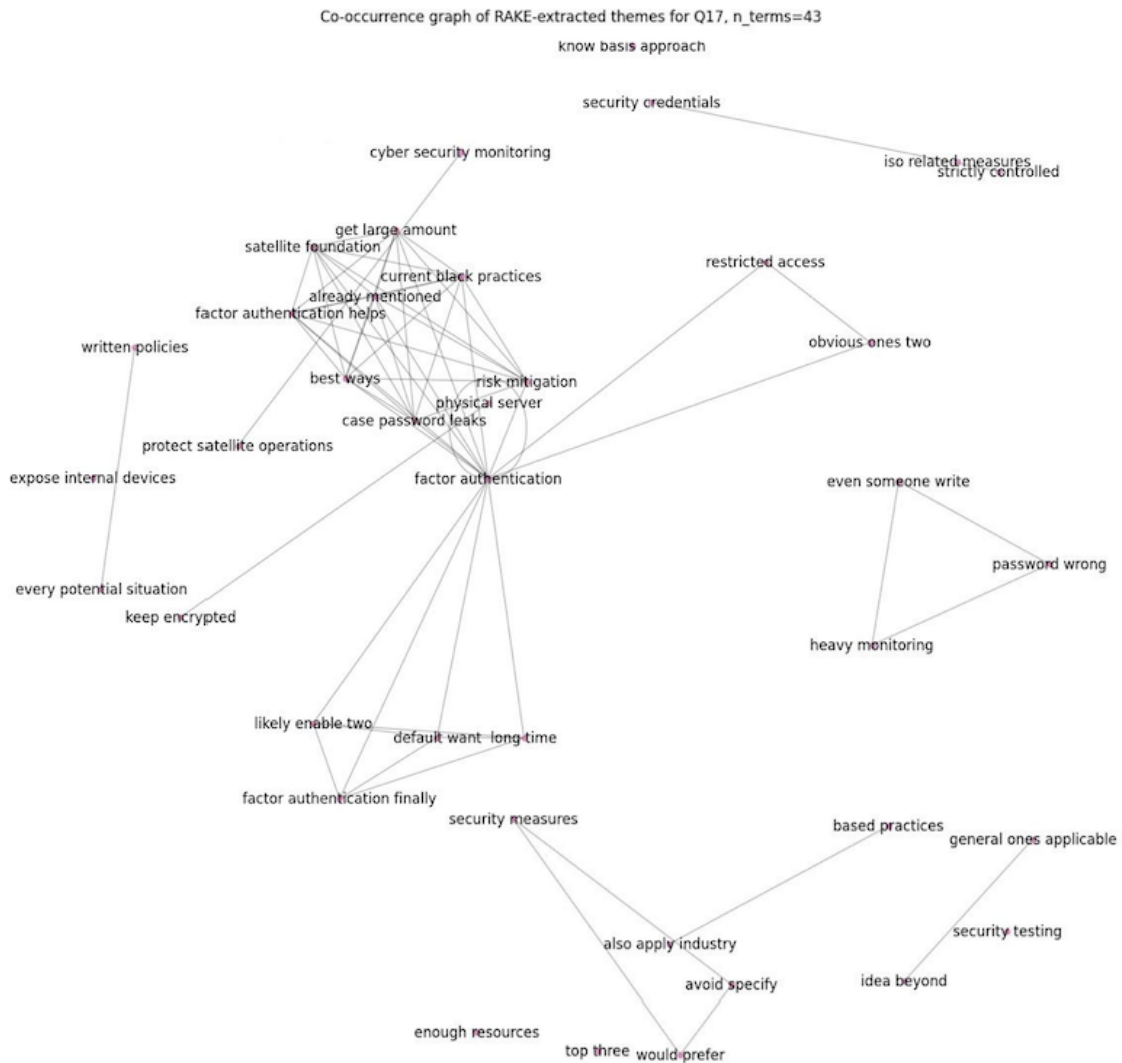 Co-occurrence graph of RAKE-extracted themes for Q17, n_terms=43
know basis approach
security credentials
cyber security monitoring
iso related measures
strictly controlled
get large amount
satellite foundation
restricted access
current black practices
already mentioned
factor authentication helps
written policies
obvious ones two
best ways
risk mitigation
physical server
case password leaks
protect satellite operations
expose internal devices
factor authentication
even someone write
password wrong
every potential situation
keep encrypted
heavy monitoring
likely enable two
default want
long time
factor authentication finally
security measures
based practices
general ones applicable
security testing
also apply industry
idea beyond
avoid specify
enough resources
top three
would prefer